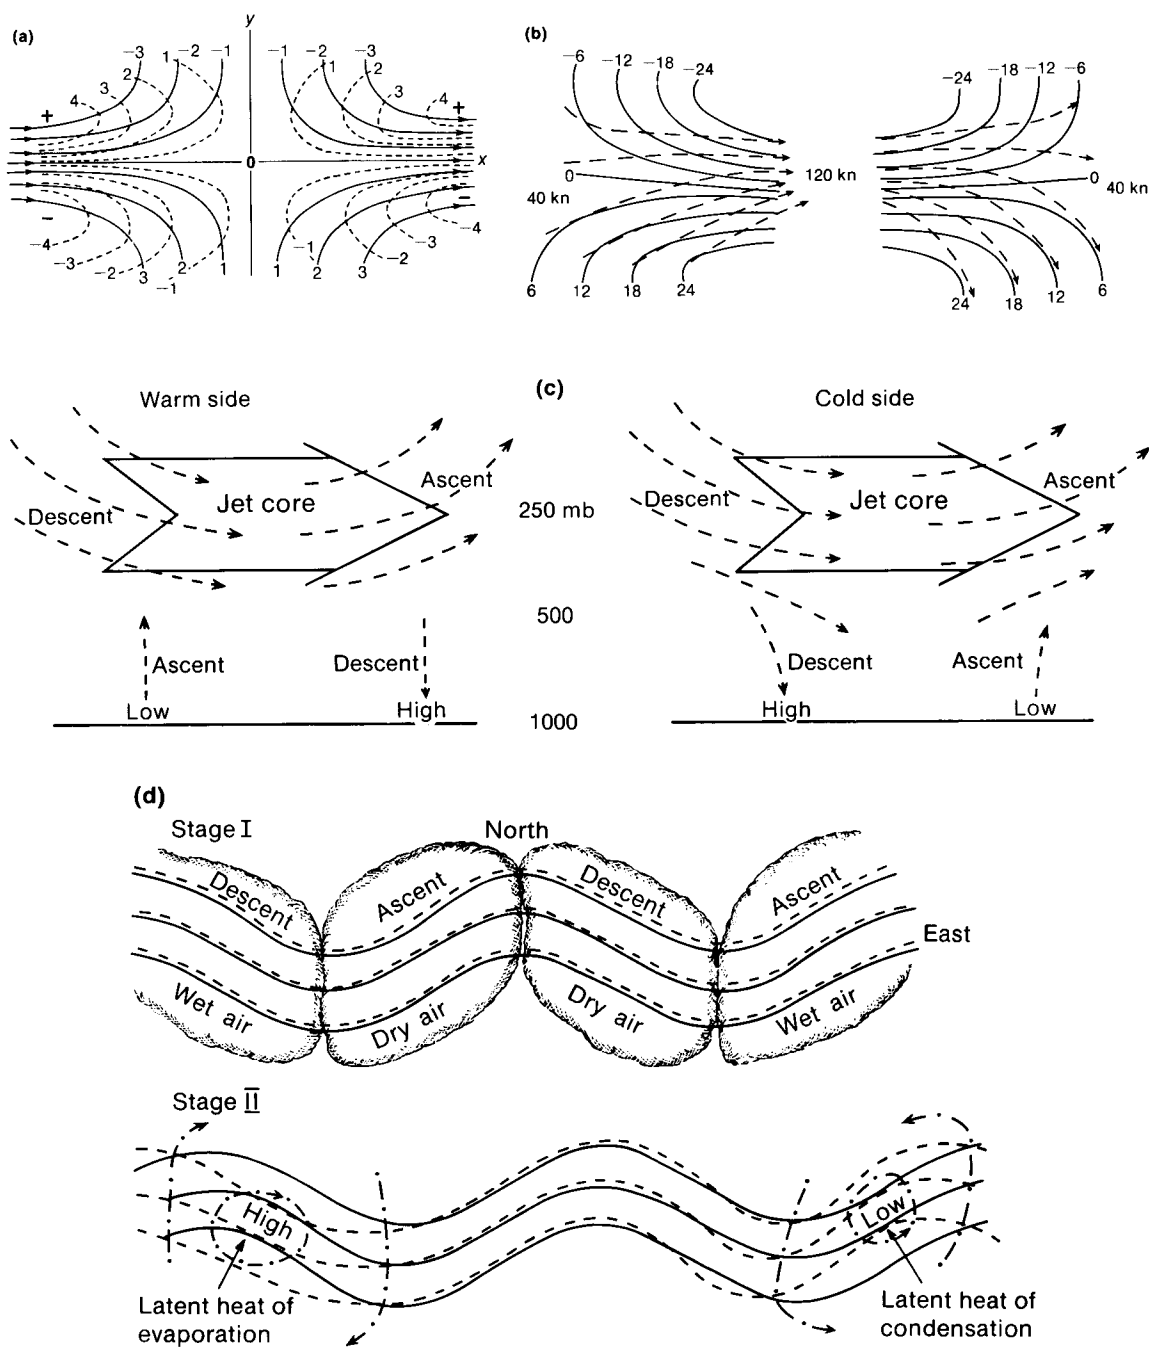 (a)
y
−3 −2 −1 −1 −2 −3
1 1
2 2
3 3
4 4
+ +
0 x
− −
−4 −1 −4
−3 −3
−2 3 2 1 1 2 3 −2
−1
(b)
−6 −12 −18 −24 −24 −18 −12 −6
0 120 kn 0
40 kn 40 kn
6 12 18 24 24 18 12 6
(c)
Warm side
Jet core
Ascent
Descent
Ascent
Descent
Low
High
250 mb
500
1000
Cold side
Jet core
Ascent
Descent
Descent
Ascent
High
Low
(d)
Stage I
North
Descent
Ascent
Descent
Ascent
East
Wet air
Dry air
Dry air
Wet air
Stage II
High
Low
Latent heat of
evaporation
Latent heat of
condensation